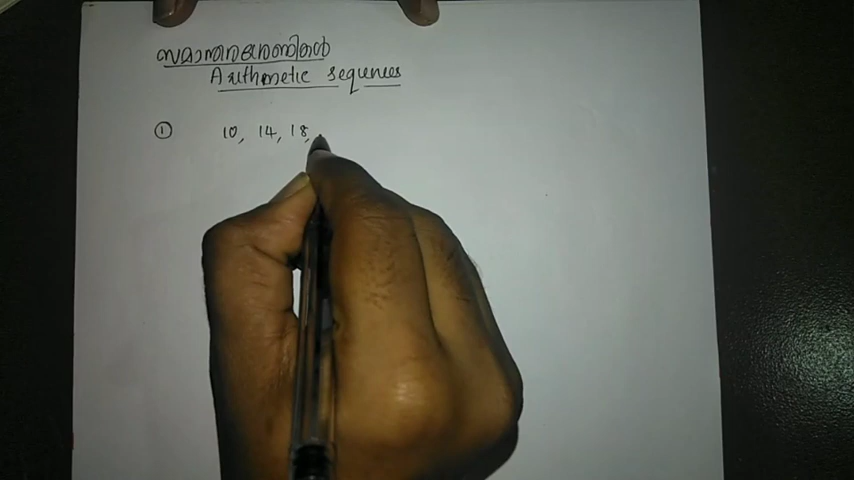 സമാന്തരശ്രേണികൾ
Arithmetic sequences
① 10, 14, 18,